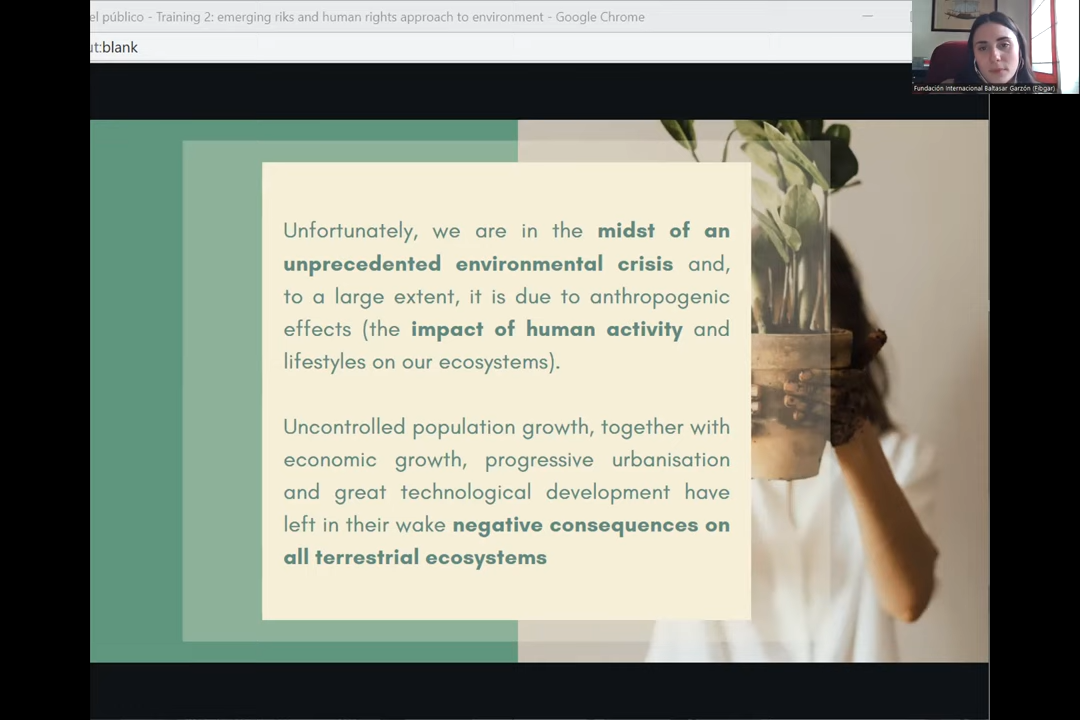 el público - Training 2: emerging riks and human rights approach to environment - Google Chrome
ut:blank
Fundación Internacional Baltasar Garzón (Fibgar)
Unfortunately, we are in the midst of an
unprecedented environmental crisis and,
to a large extent, it is due to anthropogenic
effects (the impact of human activity and
lifestyles on our ecosystems).
Uncontrolled population growth, together with
economic growth, progressive urbanisation
and great technological development have
left in their wake negative consequences on
all terrestrial ecosystems